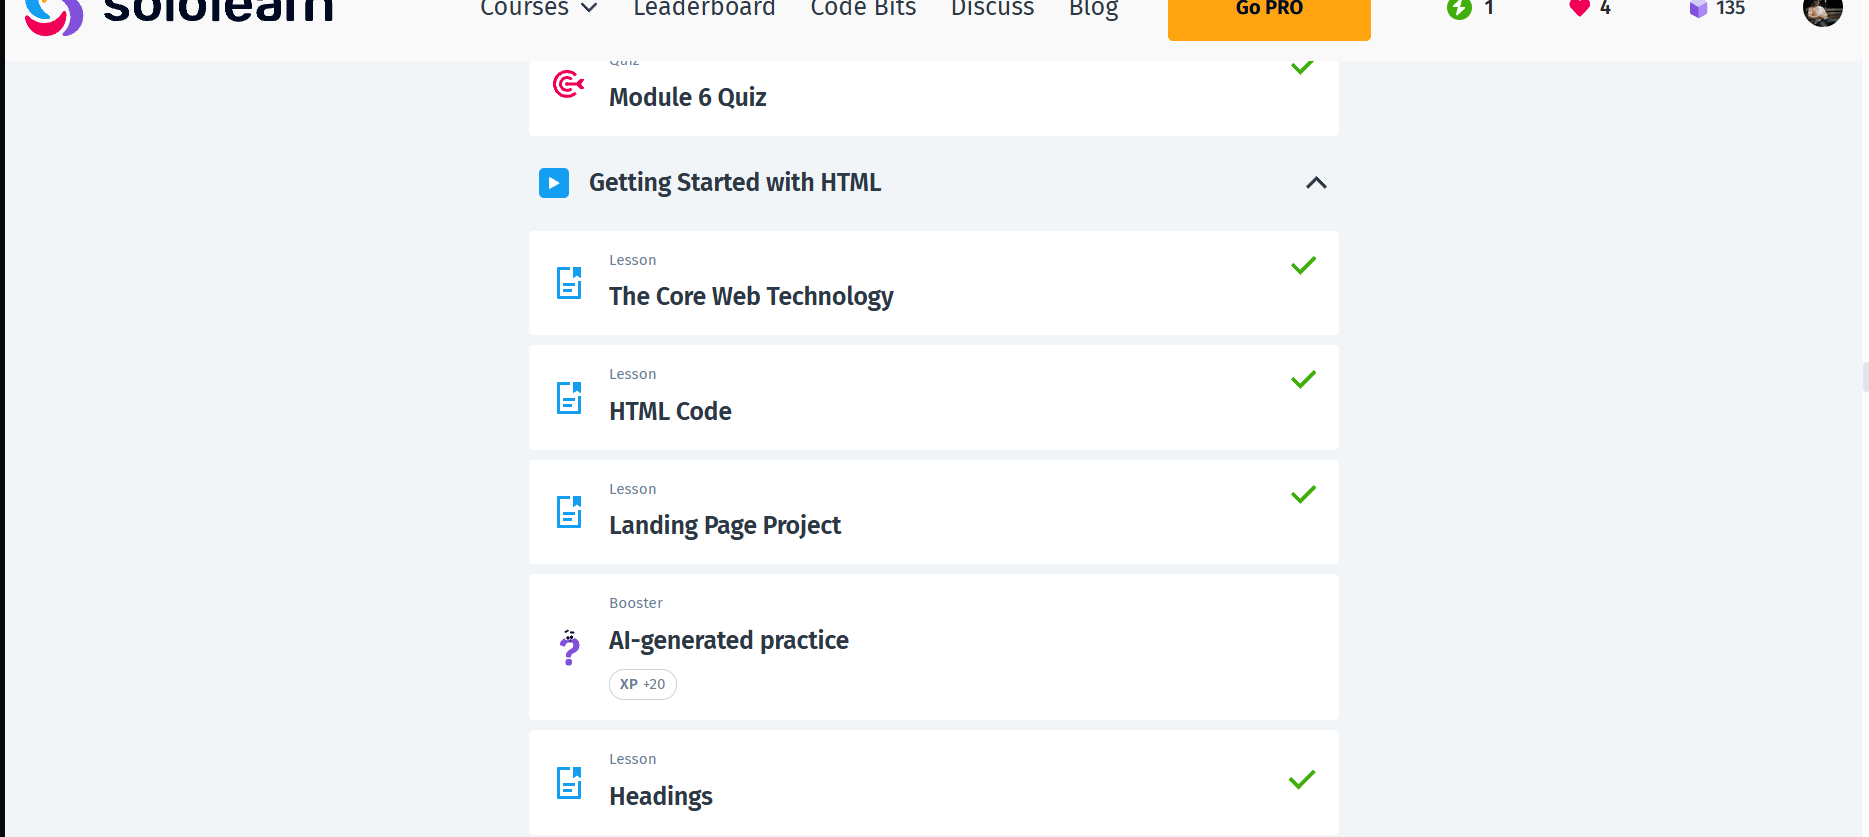 sololearn
Courses Leaderboard Code Bits Discuss Blog Go PRO 1 4 135
Quiz
Module 6 Quiz
Getting Started with HTML
Lesson
The Core Web Technology
Lesson
HTML Code
Lesson
Landing Page Project
Booster
AI-generated practice
XP +20
Lesson
Headings